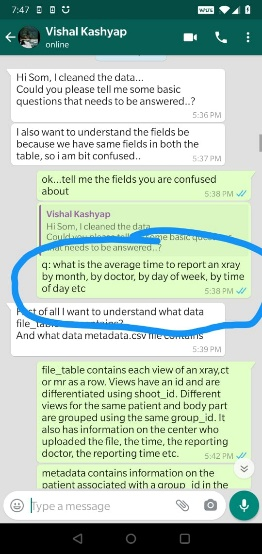 7:47
Vishal Kashyap
online
Hi Som, I cleaned the data...
Could you please tell me some basic
questions that needs to be answered..?
5:36 PM
I also want to understand the fields be
because we have same fields in both the
table, so i am bit confused..
5:37 PM
ok...tell me the fields you are confused
about
5:38 PM
Vishal Kashyap
Hi Som, I cleaned the data...
Could you please tell me some basic
that needs to be answered..?
q: what is the average time to report an xray
by month, by doctor, by day of week, by time
of day etc
5:38 PM
First of all I want to understand what data
file_table
And what data metadata.csv file contains
5:39 PM
file_table contains each view of an xray,ct
or mr as a row. Views have an id and are
differentiated using shoot_id. Different
views for the same patient and body part
are grouped using the same group_id. It
also has information on the center who
uploaded the file, the time, the reporting
doctor, the reporting time etc.
5:42 PM
metadata contains information on the
patient associated with a group_id in the
Type a message